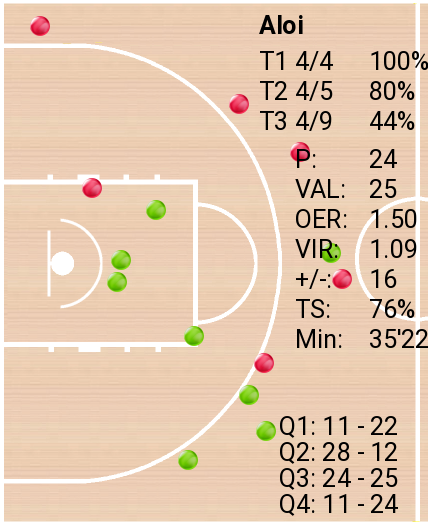 Aloi
T1 4/4 100%
T2 4/5 80%
T3 4/9 44%
P: 24
VAL: 25
OER: 1.50
VIR: 1.09
+/-: 16
TS: 76%
Min: 35'22
Q1: 11 - 22
Q2: 28 - 12
Q3: 24 - 25
Q4: 11 - 24